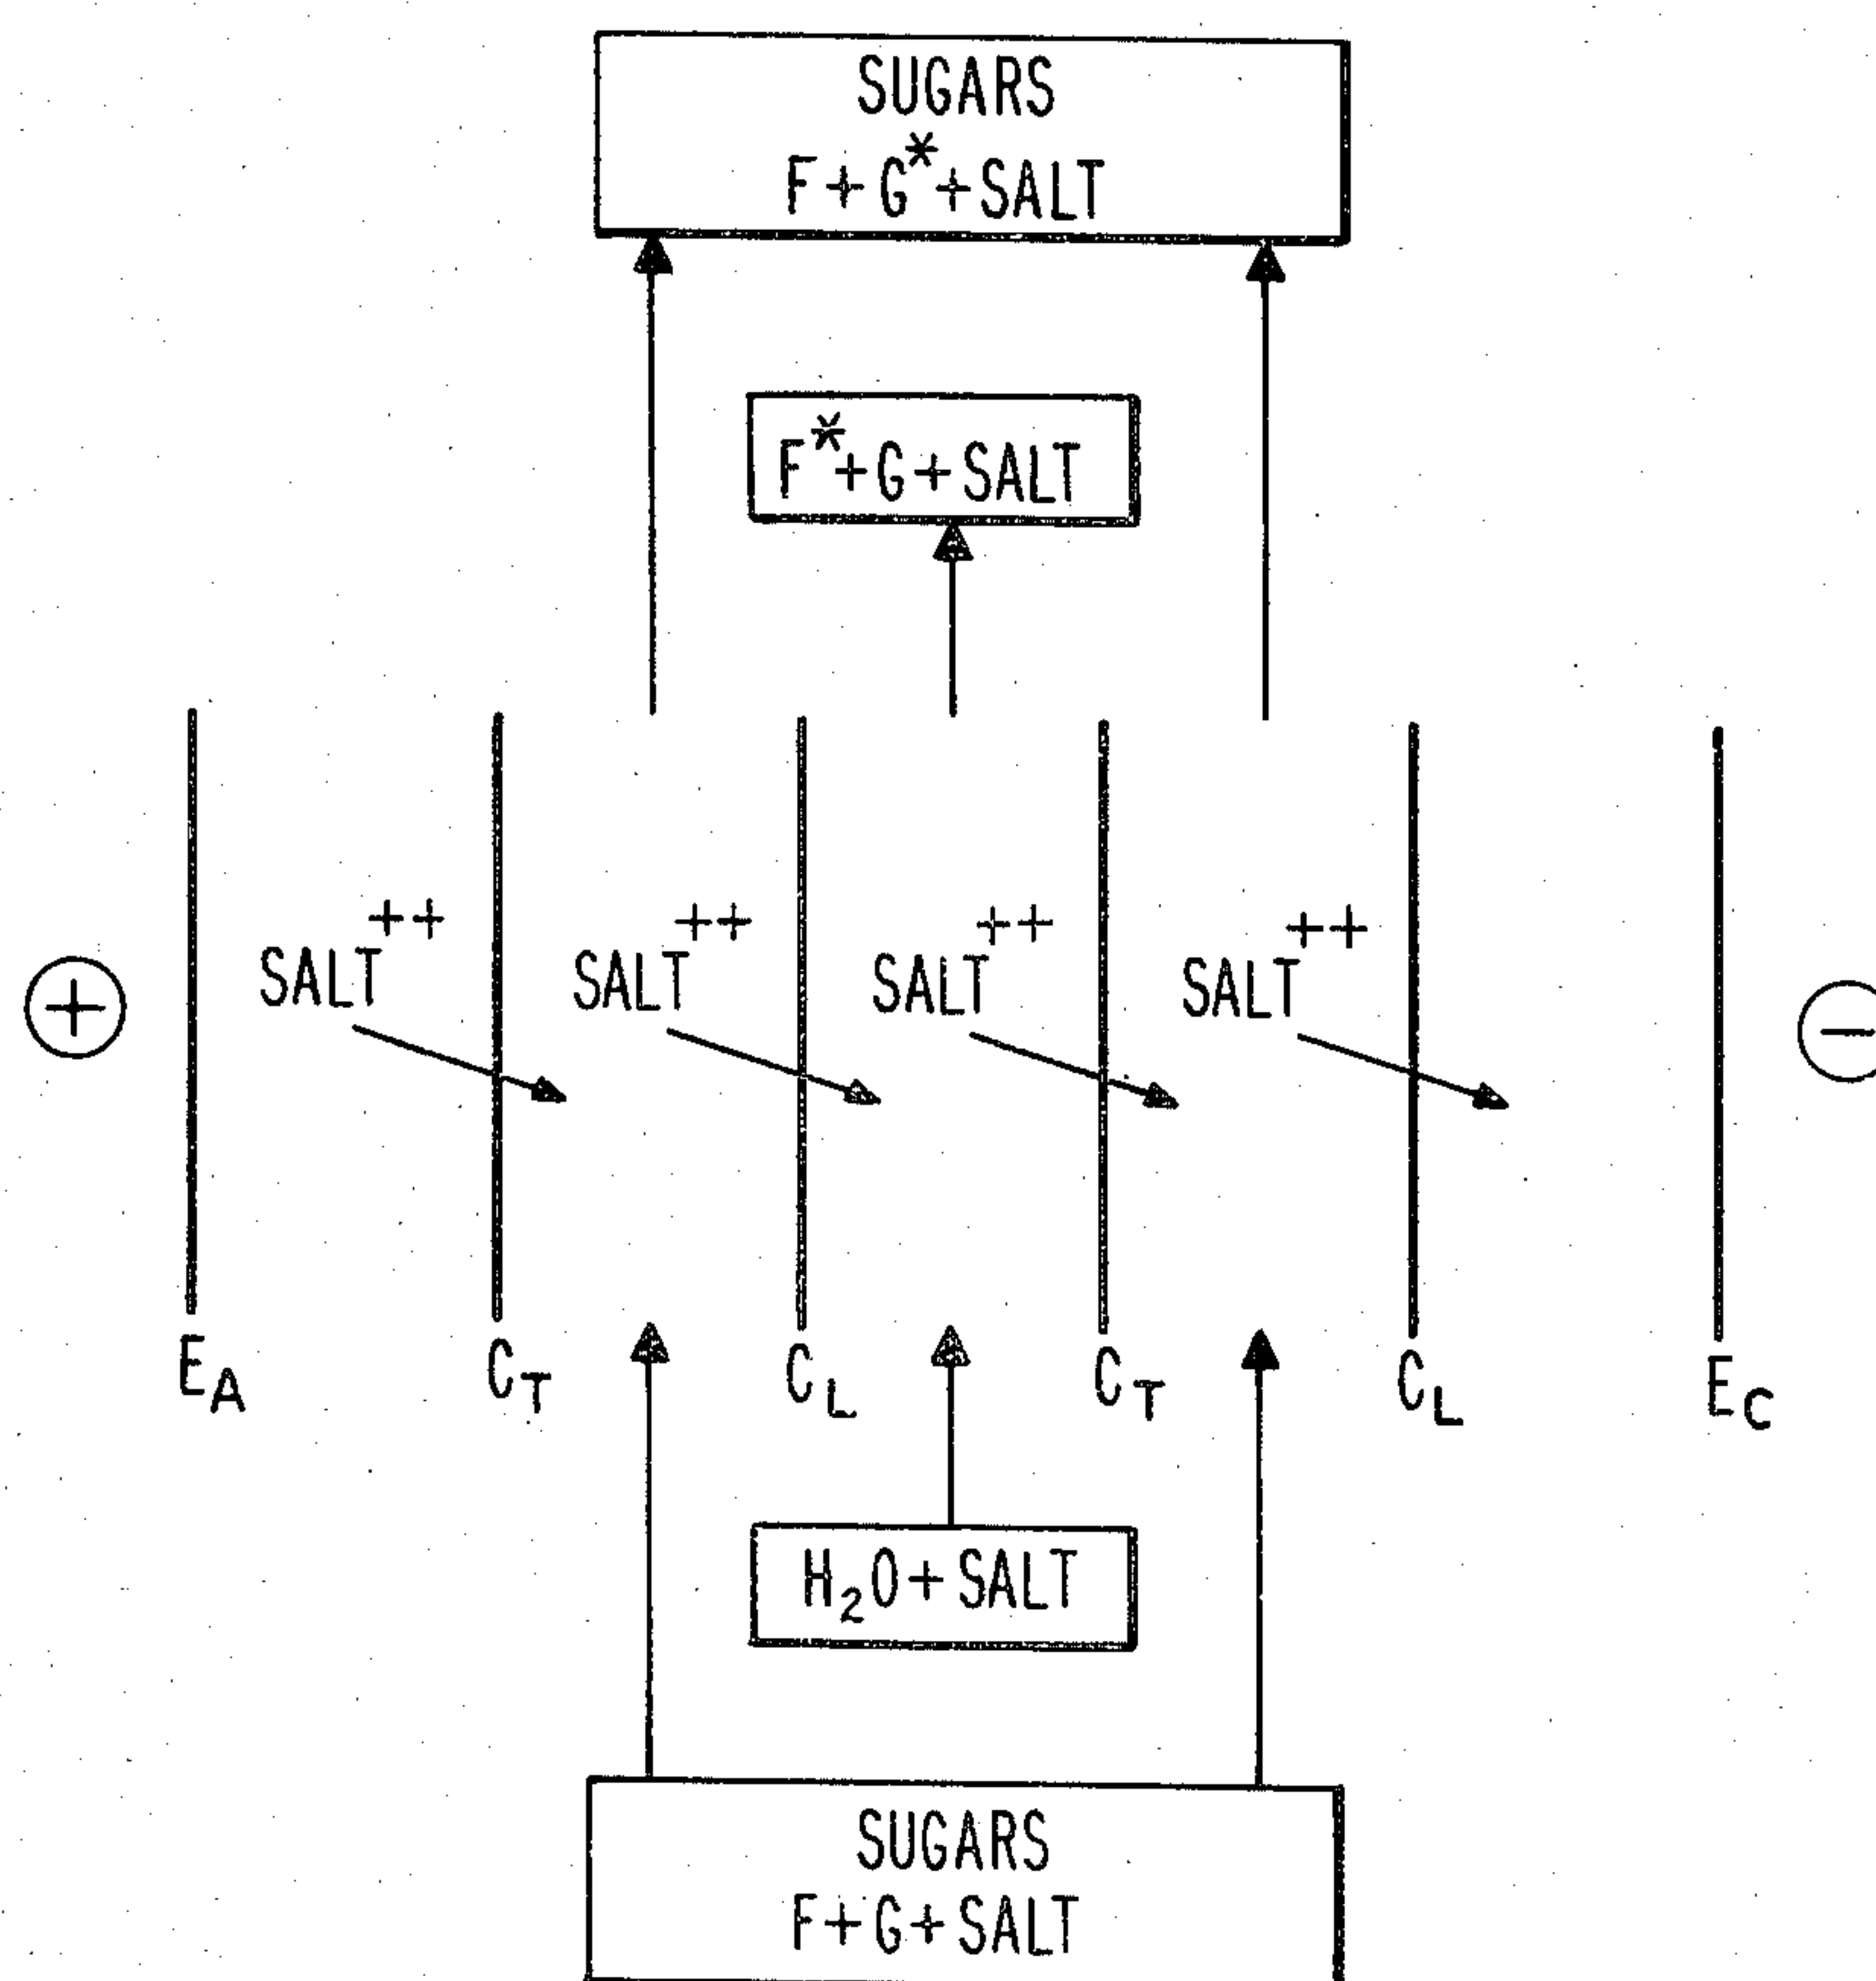 SUGARS
F+G*+SALT
F*+G+SALT
SALT++ SALT++ SALT++ SALT++
+ −
E_A C_T C_L C_T C_L E_C
H₂O+SALT
SUGARS
F+G+SALT